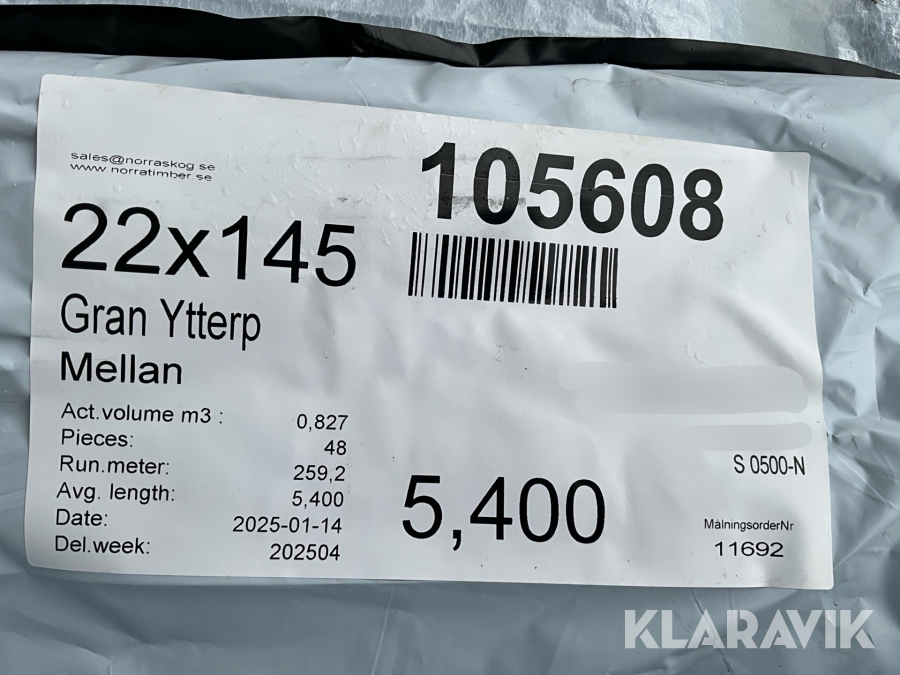 sales@norraskog.se
www.norratimber.se
105608
22x145
Gran Ytterp
Mellan
Act.volume m3 : 0,827
Pieces: 48
Run.meter: 259,2
Avg. length: 5,400
Date: 2025-01-14
Del.week: 202504
5,400
S 0500-N
MålningsorderNr
11692
KLARAVIK